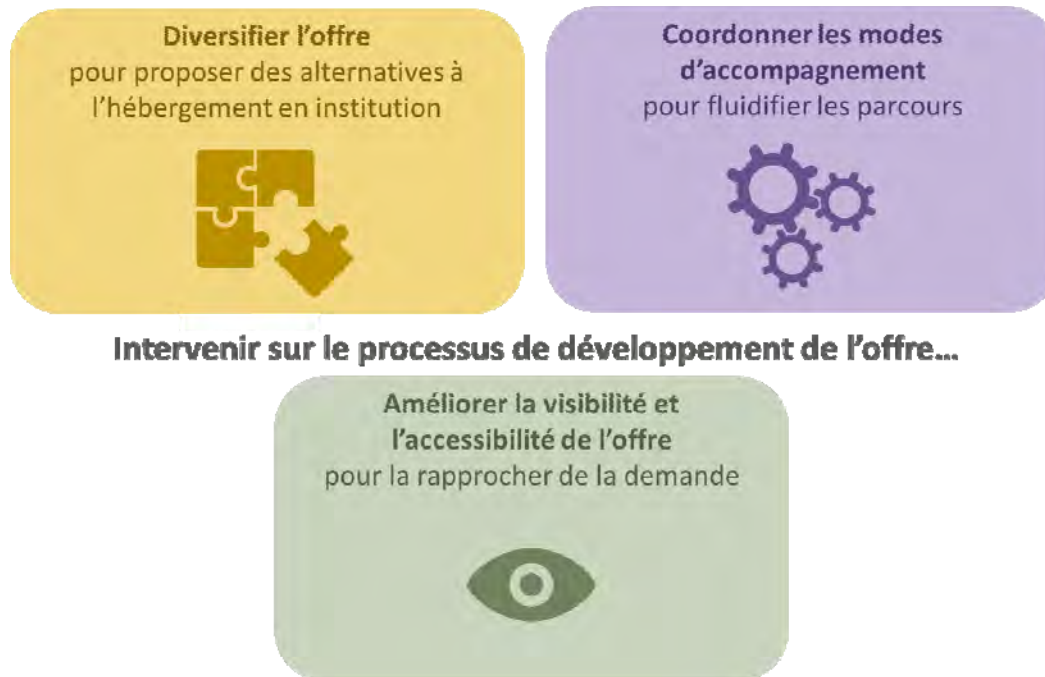 Diversifier l’offre
pour proposer des alternatives à
l’hébergement en institution
Coordonner les modes
d’accompagnement
pour fluidifier les parcours
Intervenir sur le processus de développement de l’offre...
Améliorer la visibilité et
l’accessibilité de l’offre
pour la rapprocher de la demande